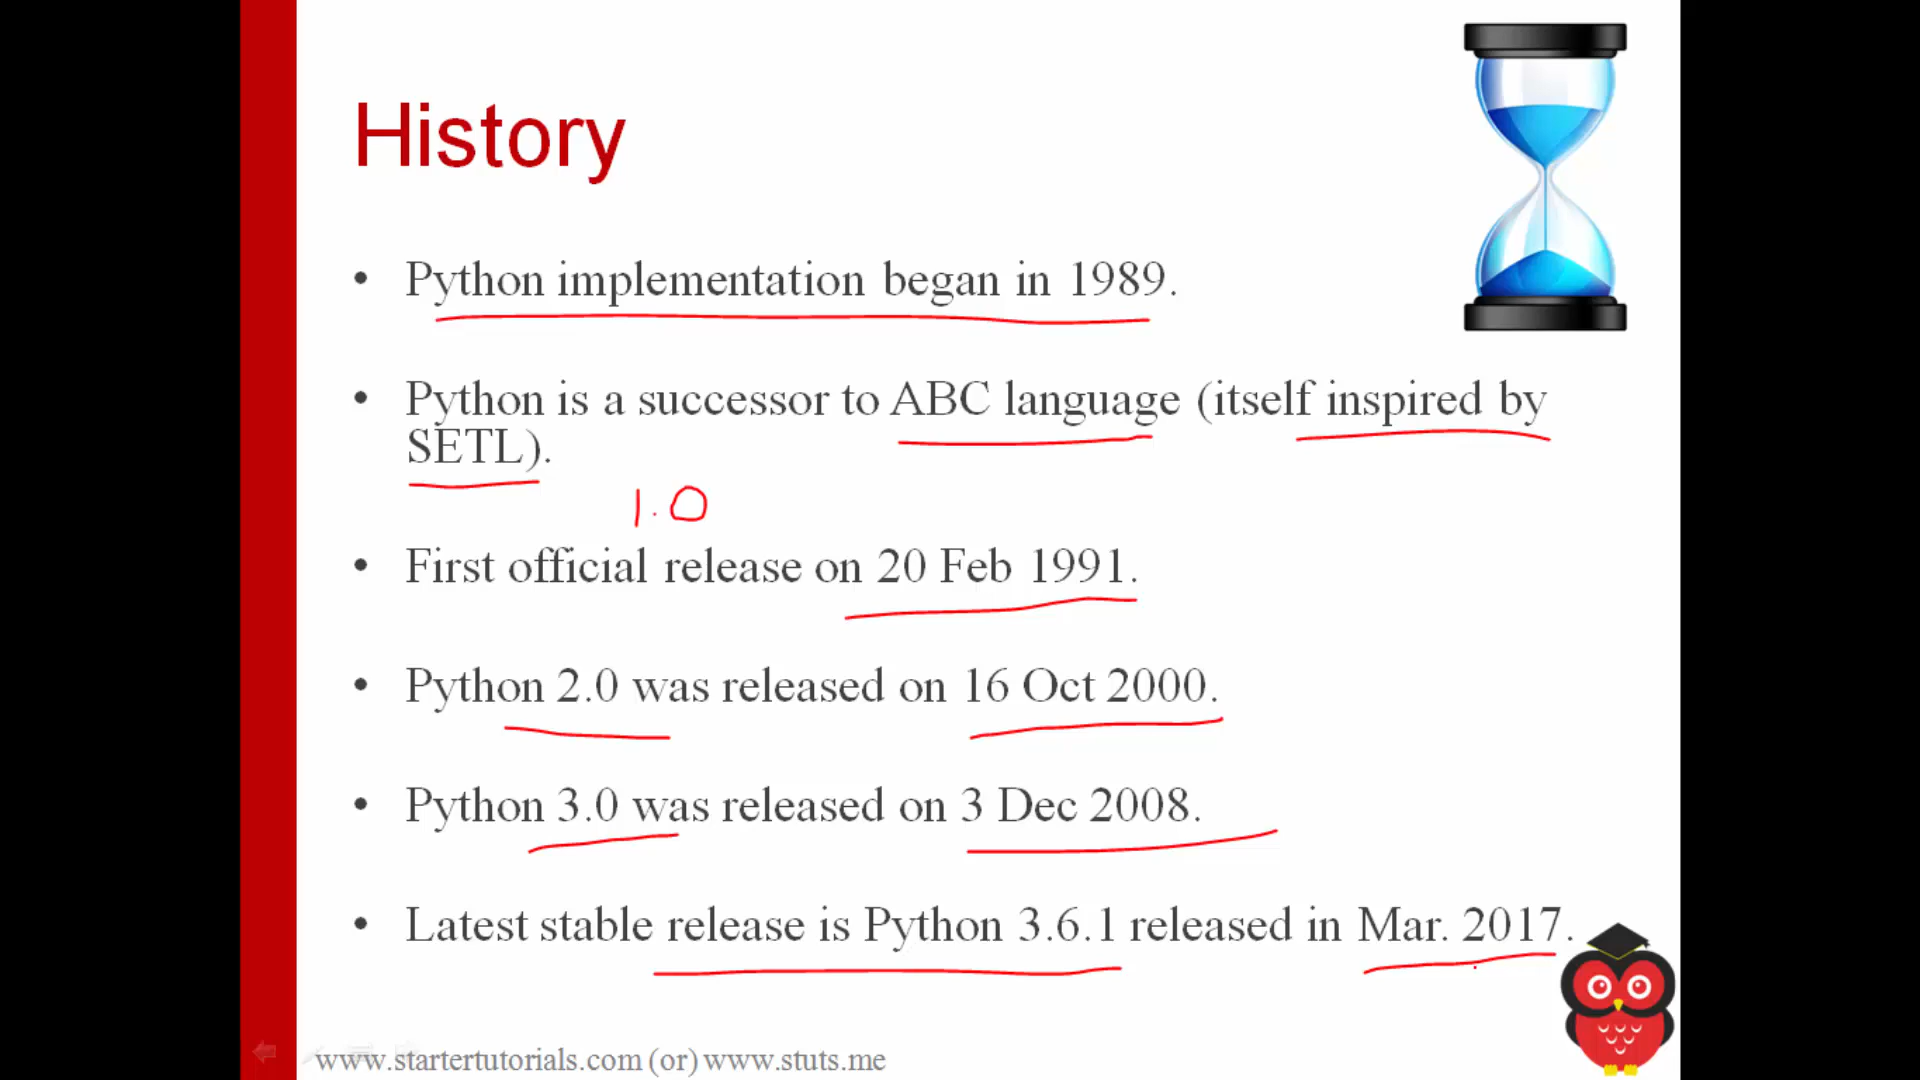 History
• Python implementation began in 1989.
• Python is a successor to ABC language (itself inspired by
SETL).
1.0
• First official release on 20 Feb 1991.
• Python 2.0 was released on 16 Oct 2000.
• Python 3.0 was released on 3 Dec 2008.
• Latest stable release is Python 3.6.1 released in Mar. 2017.
www.startertutorials.com (or) www.stuts.me